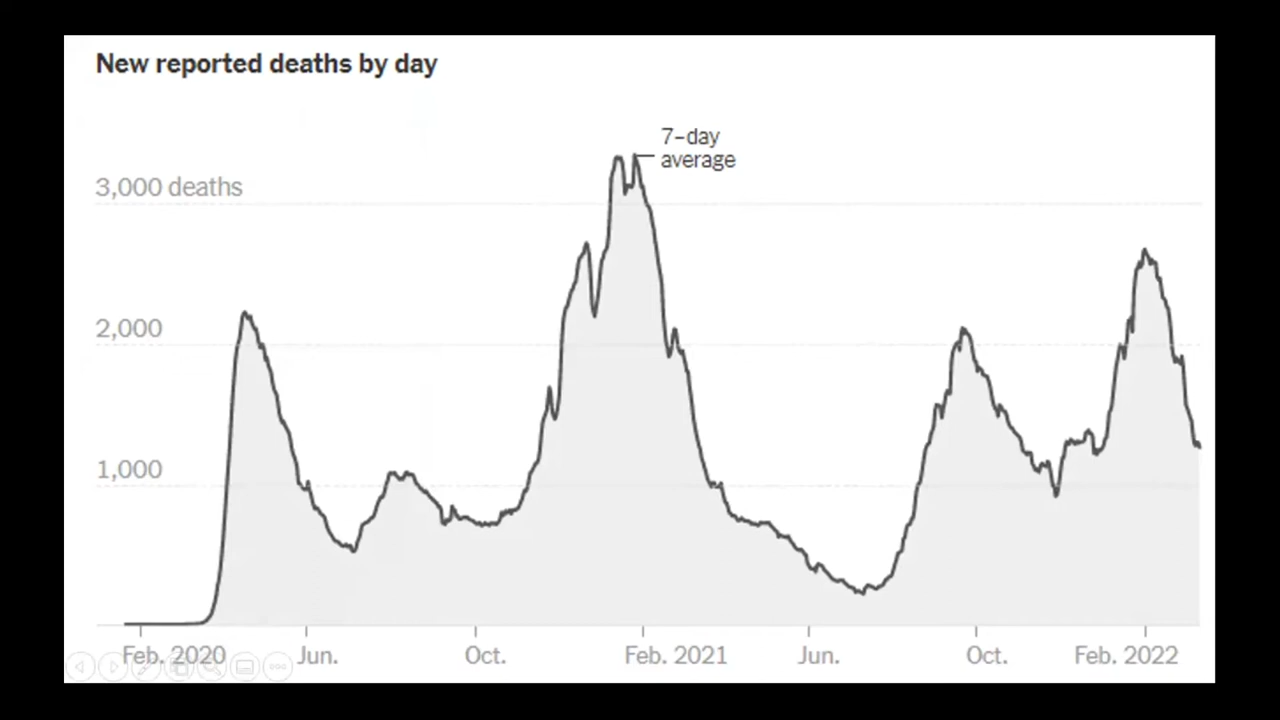 New reported deaths by day
7–day
average
3,000 deaths
2,000
1,000
Feb. 2020 Jun. Oct. Feb. 2021 Jun. Oct. Feb. 2022